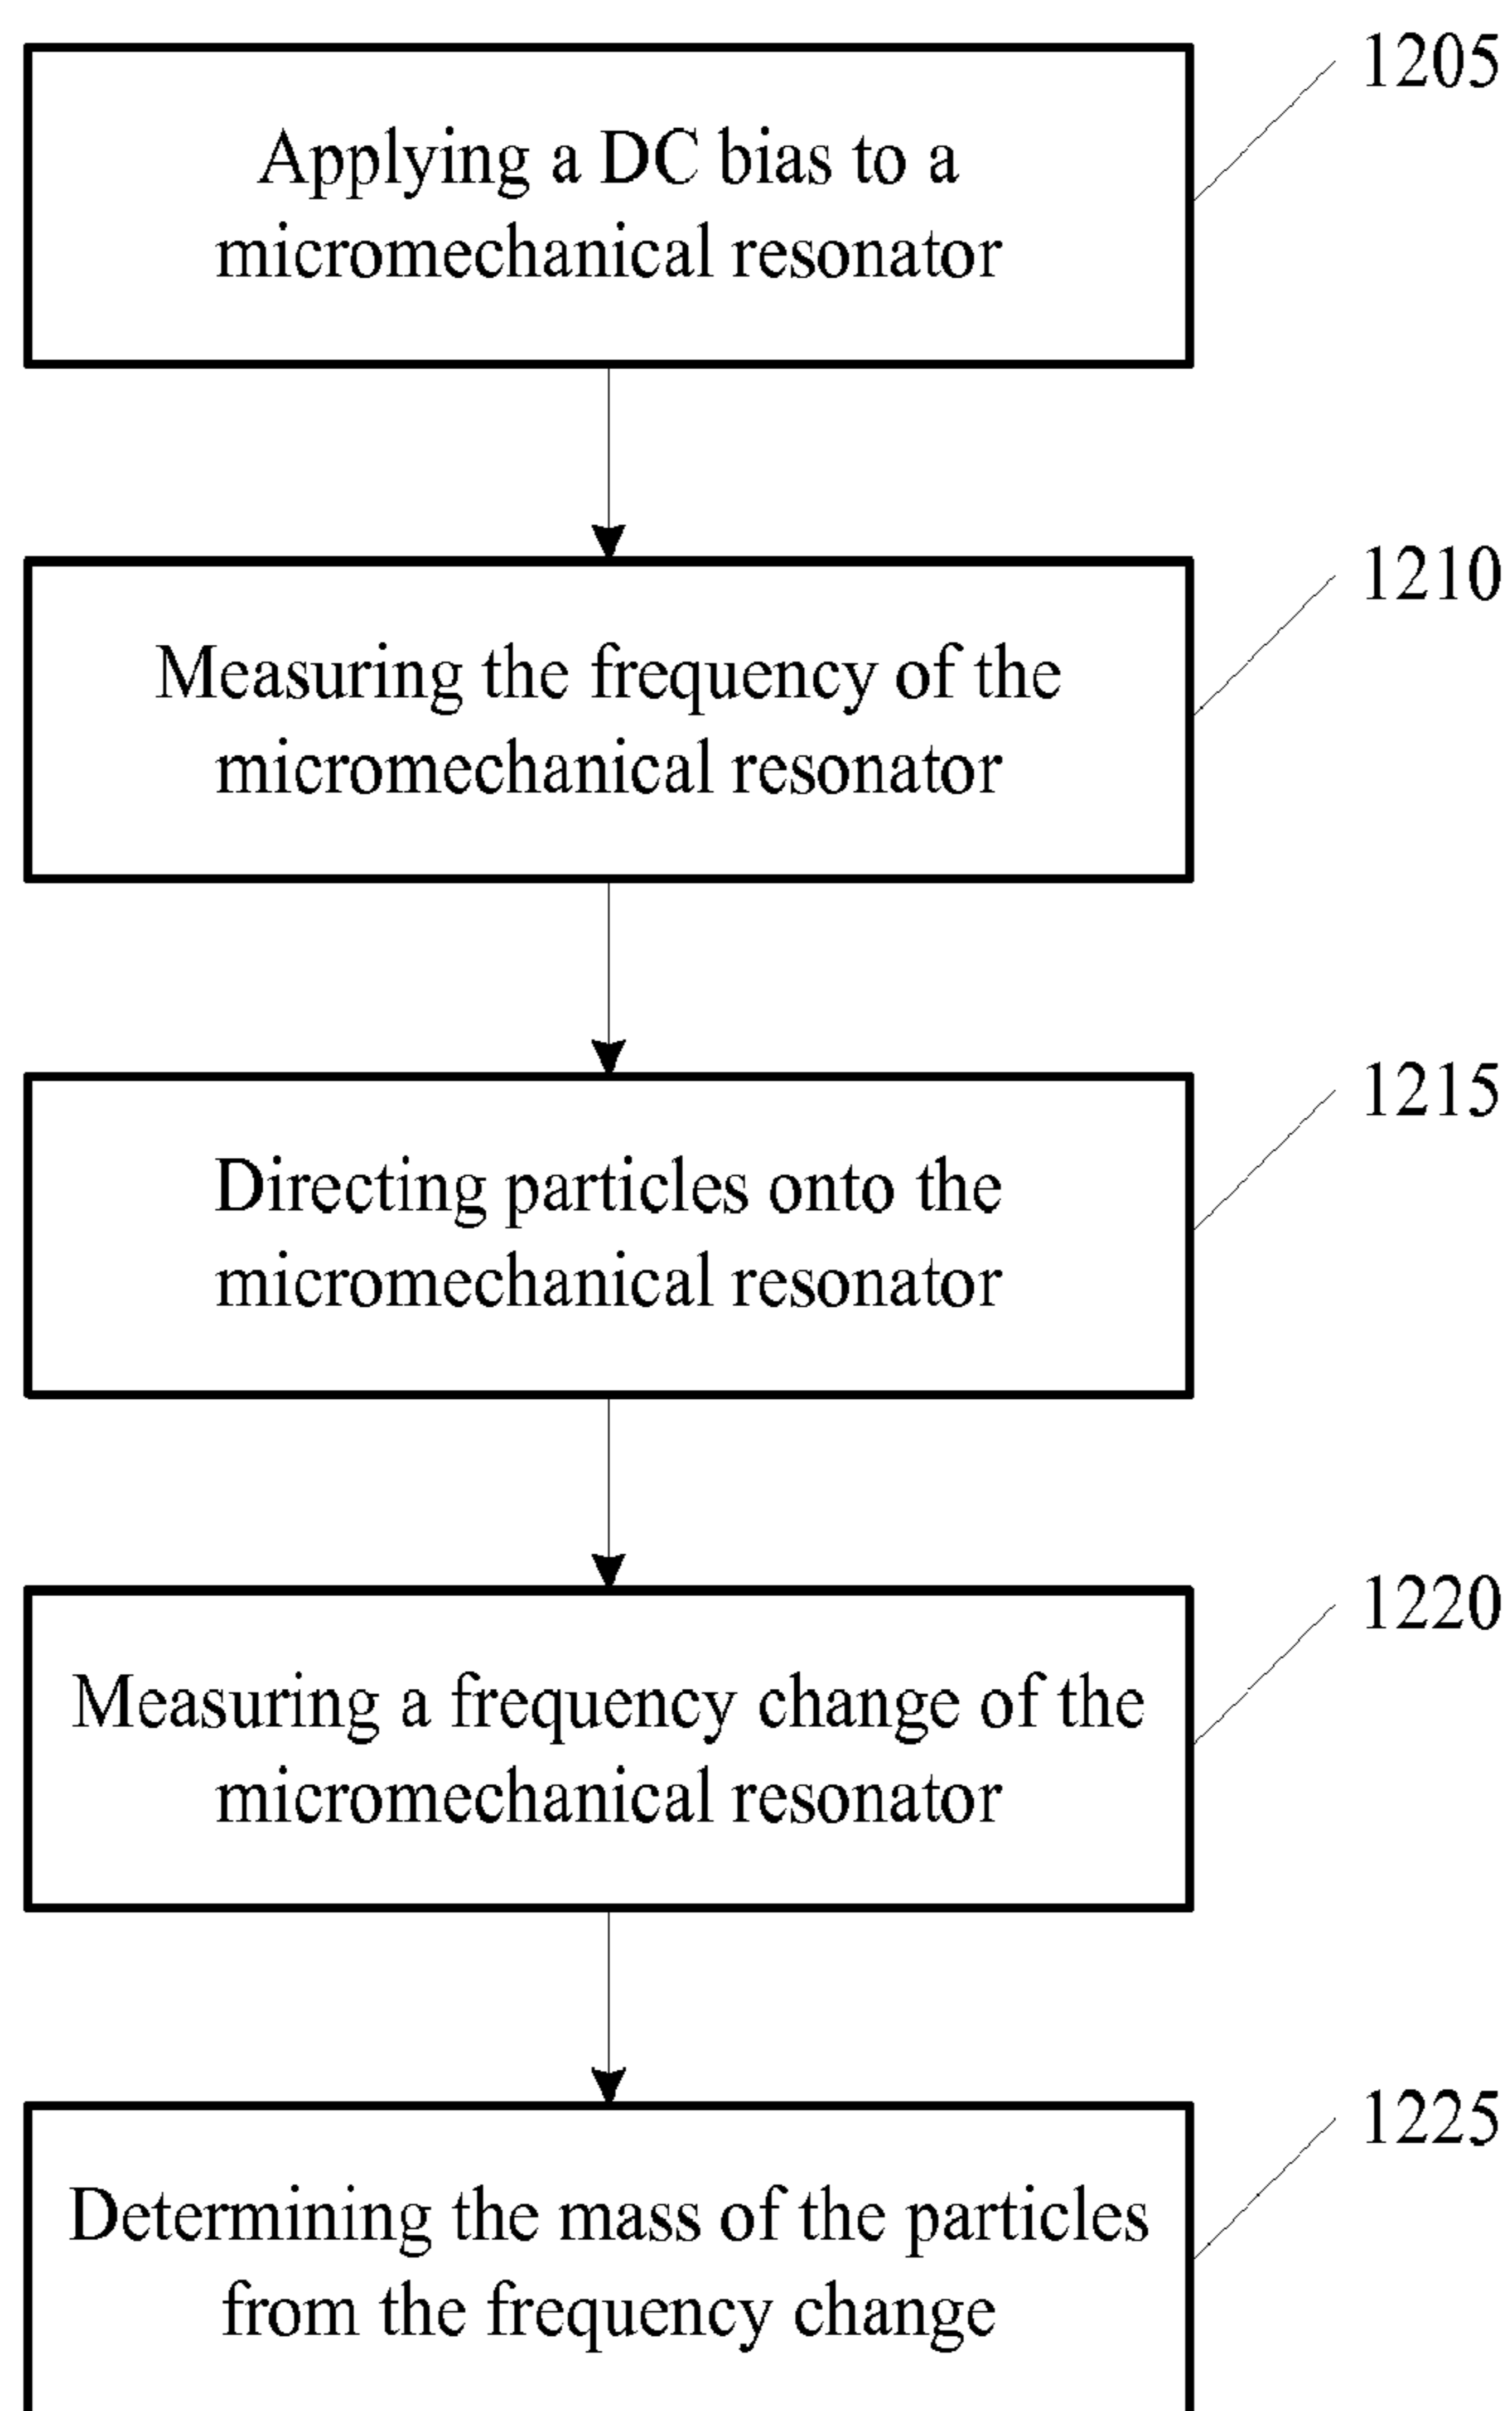 1205
Applying a DC bias to a
micromechanical resonator
1210
Measuring the frequency of the
micromechanical resonator
1215
Directing particles onto the
micromechanical resonator
1220
Measuring a frequency change of the
micromechanical resonator
1225
Determining the mass of the particles
from the frequency change